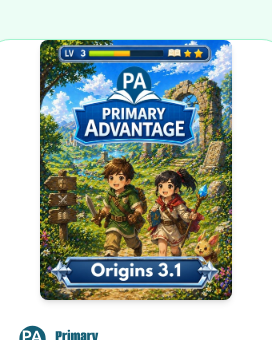 LV 3
PA
PRIMARY
ADVANTAGE
Origins 3.1
PA Primary